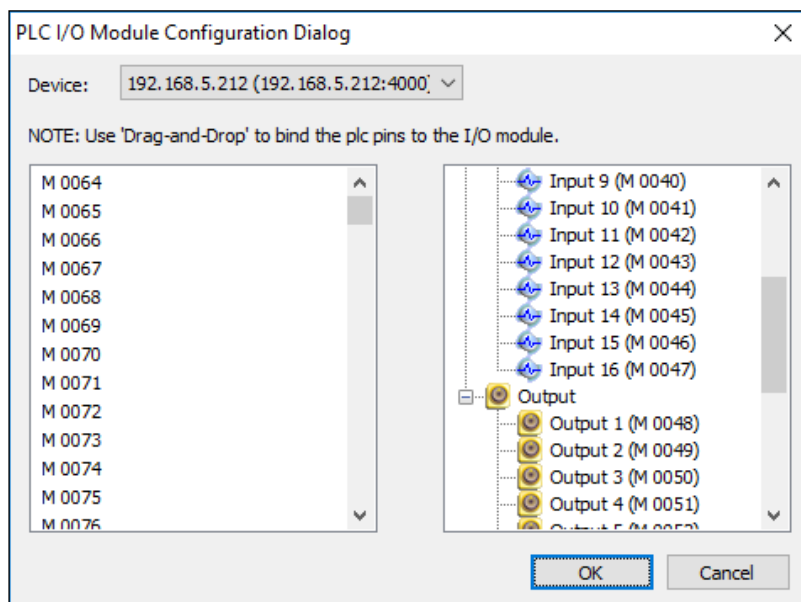 PLC I/O Module Configuration Dialog
Device:
192.168.5.212 (192.168.5.212:4000)
NOTE: Use 'Drag-and-Drop' to bind the plc pins to the I/O module.
M 0064
M 0065
M 0066
M 0067
M 0068
M 0069
M 0070
M 0071
M 0072
M 0073
M 0074
M 0075
M 0076
Input 9 (M 0040)
Input 10 (M 0041)
Input 11 (M 0042)
Input 12 (M 0043)
Input 13 (M 0044)
Input 14 (M 0045)
Input 15 (M 0046)
Input 16 (M 0047)
Output
Output 1 (M 0048)
Output 2 (M 0049)
Output 3 (M 0050)
Output 4 (M 0051)
Output 5 (M 0052)
OK
Cancel